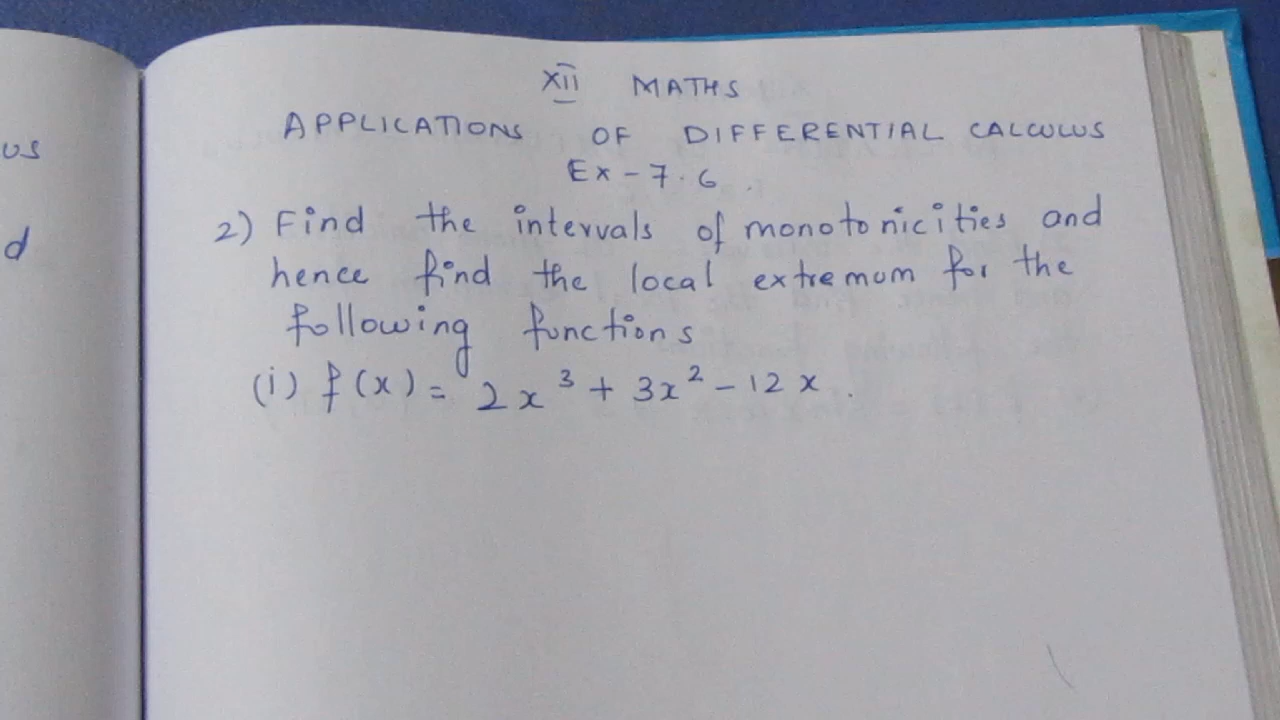 us
d
XII MATHS
APPLICATIONS OF DIFFERENTIAL CALCULUS
Ex - 7.6.
2) Find the intervals of monotonicities and
hence find the local extremum for the
following functions
(i) f(x) = 2x³ + 3x² - 12x.